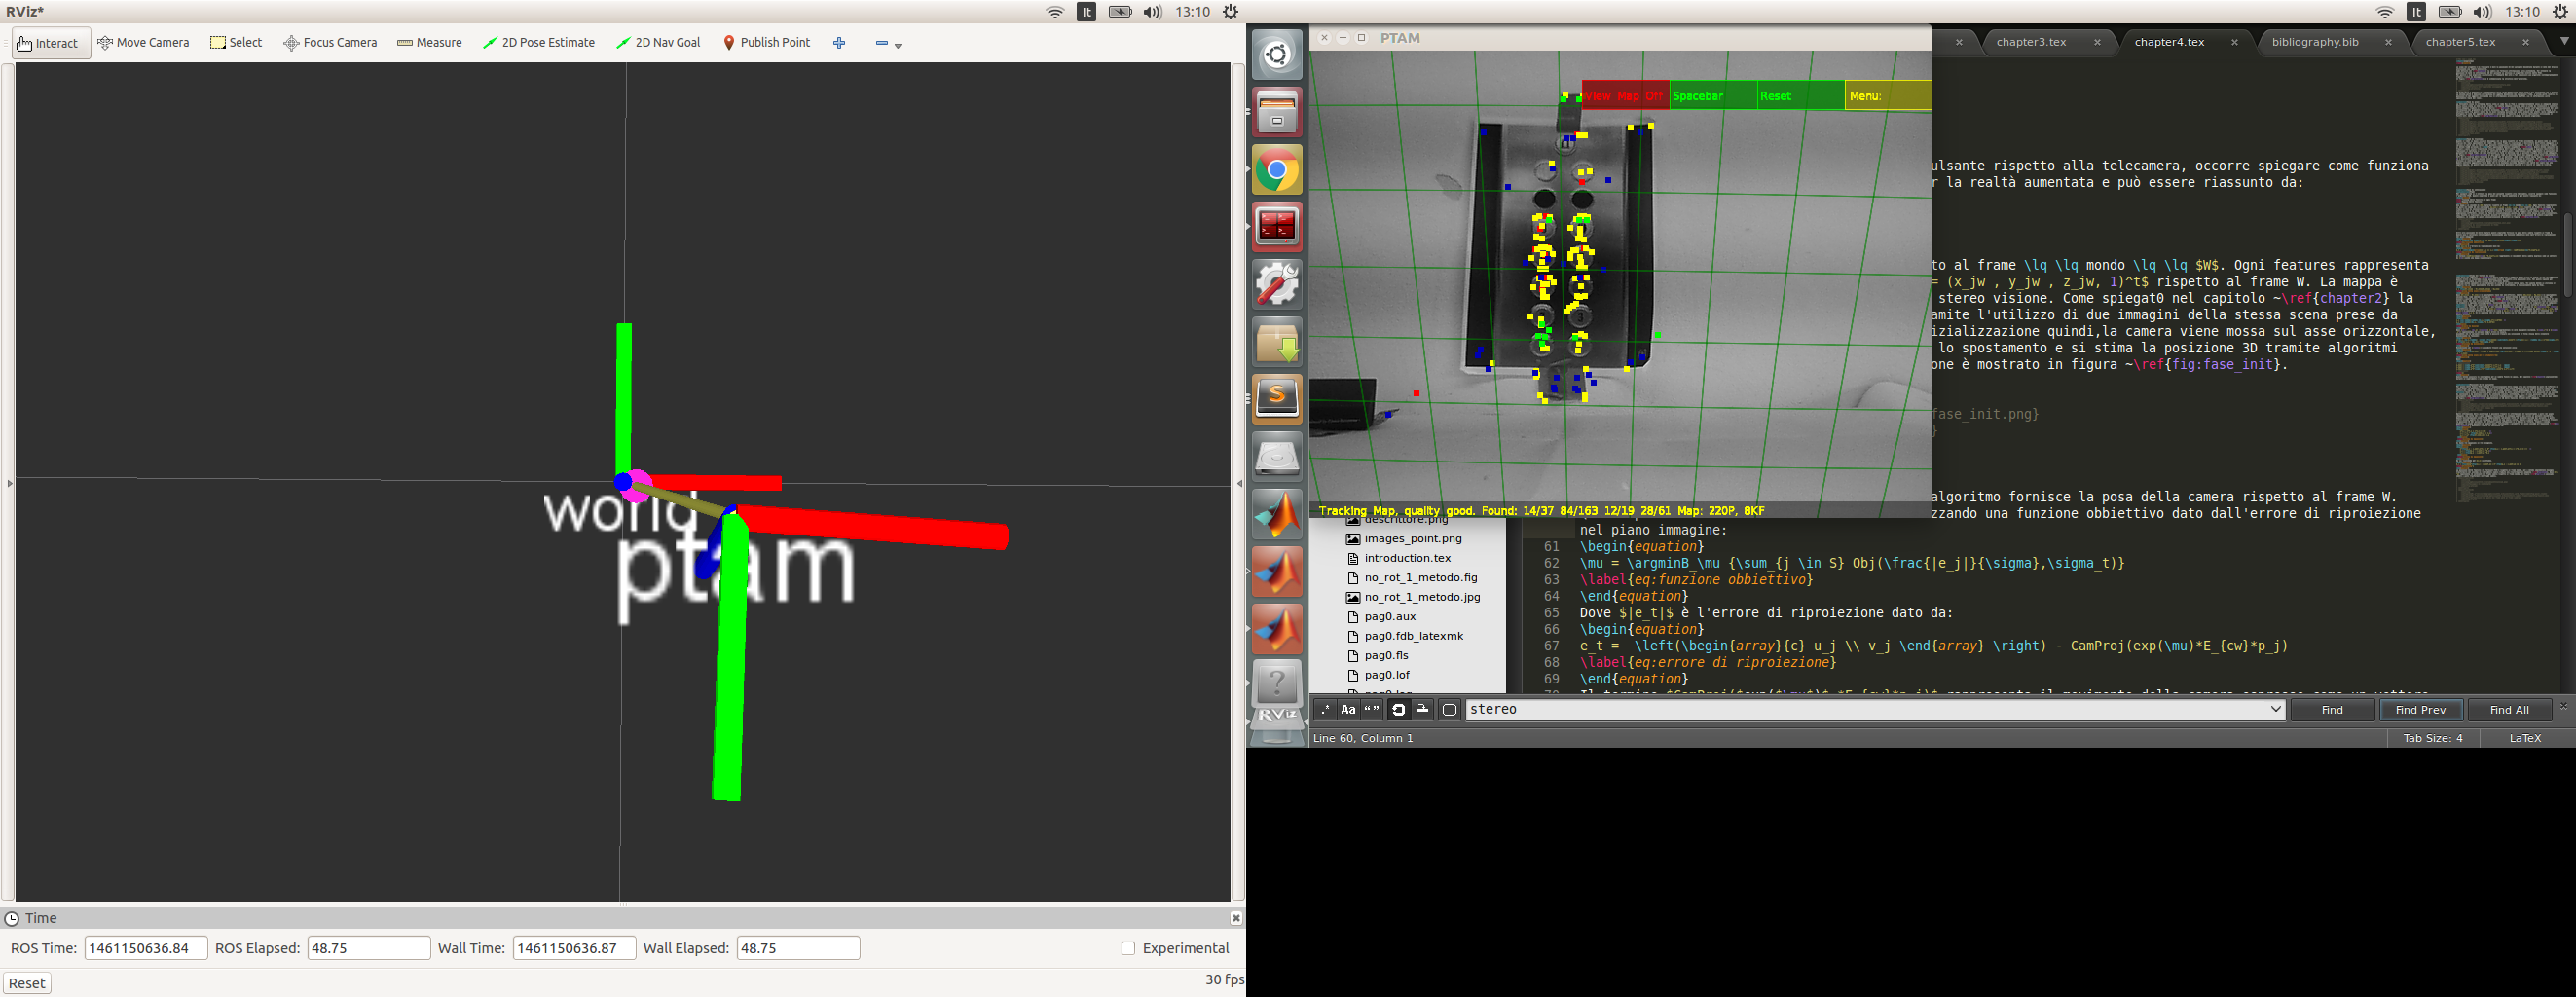 RViz*
It
13:10
It
13:10
Interact
Move Camera
Select
Focus Camera
Measure
2D Pose Estimate
2D Nav Goal
Publish Point
world
ptam
Time
ROS Time:
1461150636.84
ROS Elapsed:
48.75
Wall Time:
1461150636.87
Wall Elapsed:
48.75
Experimental
Reset
30 fps
PTAM
View Map Off
Spacebar
Reset
Menu:
Tracking Map, quality good. Found: 14/37 84/163 12/19 28/61 Map: 220P, 8KF
chapter3.tex
chapter4.tex
bibliography.bib
chapter5.tex
ulsante rispetto alla telecamera, occorre spiegare come funziona
r la realtà aumentata e può essere riassunto da:
to al frame \lq \lq mondo \lq \lq $W$. Ogni features rappresenta
= (x_jw , y_jw , z_jw, 1)^t$ rispetto al frame W. La mappa è
stereo visione. Come spiegat0 nel capitolo ~\ref{chapter2} la
amite l'utilizzo di due immagini della stessa scena prese da
izializzazione quindi,la camera viene mossa sul asse orizzontale,
lo spostamento e si stima la posizione 3D tramite algoritmi
one è mostrato in figura ~\ref{fig:fase_init}.
fase_init.png}
}
algoritmo fornisce la posa della camera rispetto al frame W.
zzando una funzione obbiettivo dato dall'errore di riproiezione
nel piano immagine:
61 \begin{equation}
62 \mu = \argminB_\mu {\sum_{j \in S} Obj(\frac{|e_j|}{\sigma},\sigma_t)}
63 \label{eq:funzione obbiettivo}
64 \end{equation}
65 Dove $|e_t|$ è l'errore di riproiezione dato da:
66 \begin{equation}
67 e_t =  \left(\begin{array}{c} u_j \\ v_j \end{array} \right) - CamProj(exp(\mu)*E_{cw}*p_j)
68 \label{eq:errore di riproiezione}
69 \end{equation}
descrittore.png
images_point.png
introduction.tex
no_rot_1_metodo.fig
no_rot_1_metodo.jpg
pag0.aux
pag0.fdb_latexmk
pag0.fls
pag0.lof
.*
Aa
“ ”
stereo
Find
Find Prev
Find All
Line 60, Column 1
Tab Size: 4
LaTeX
RViz